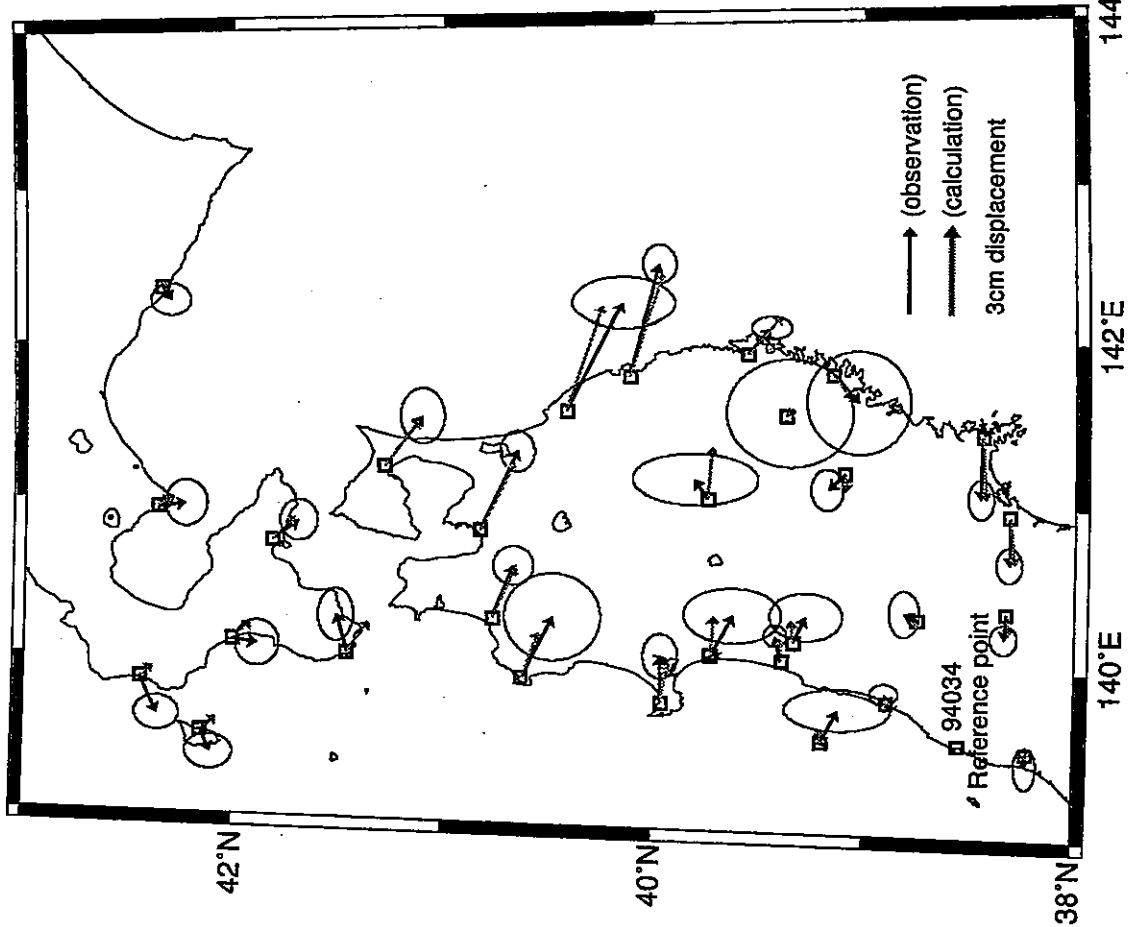 42°N
40°N
38°N
140°E
142°E
144
(observation)
(calculation)
3cm displacement
94034
Reference point